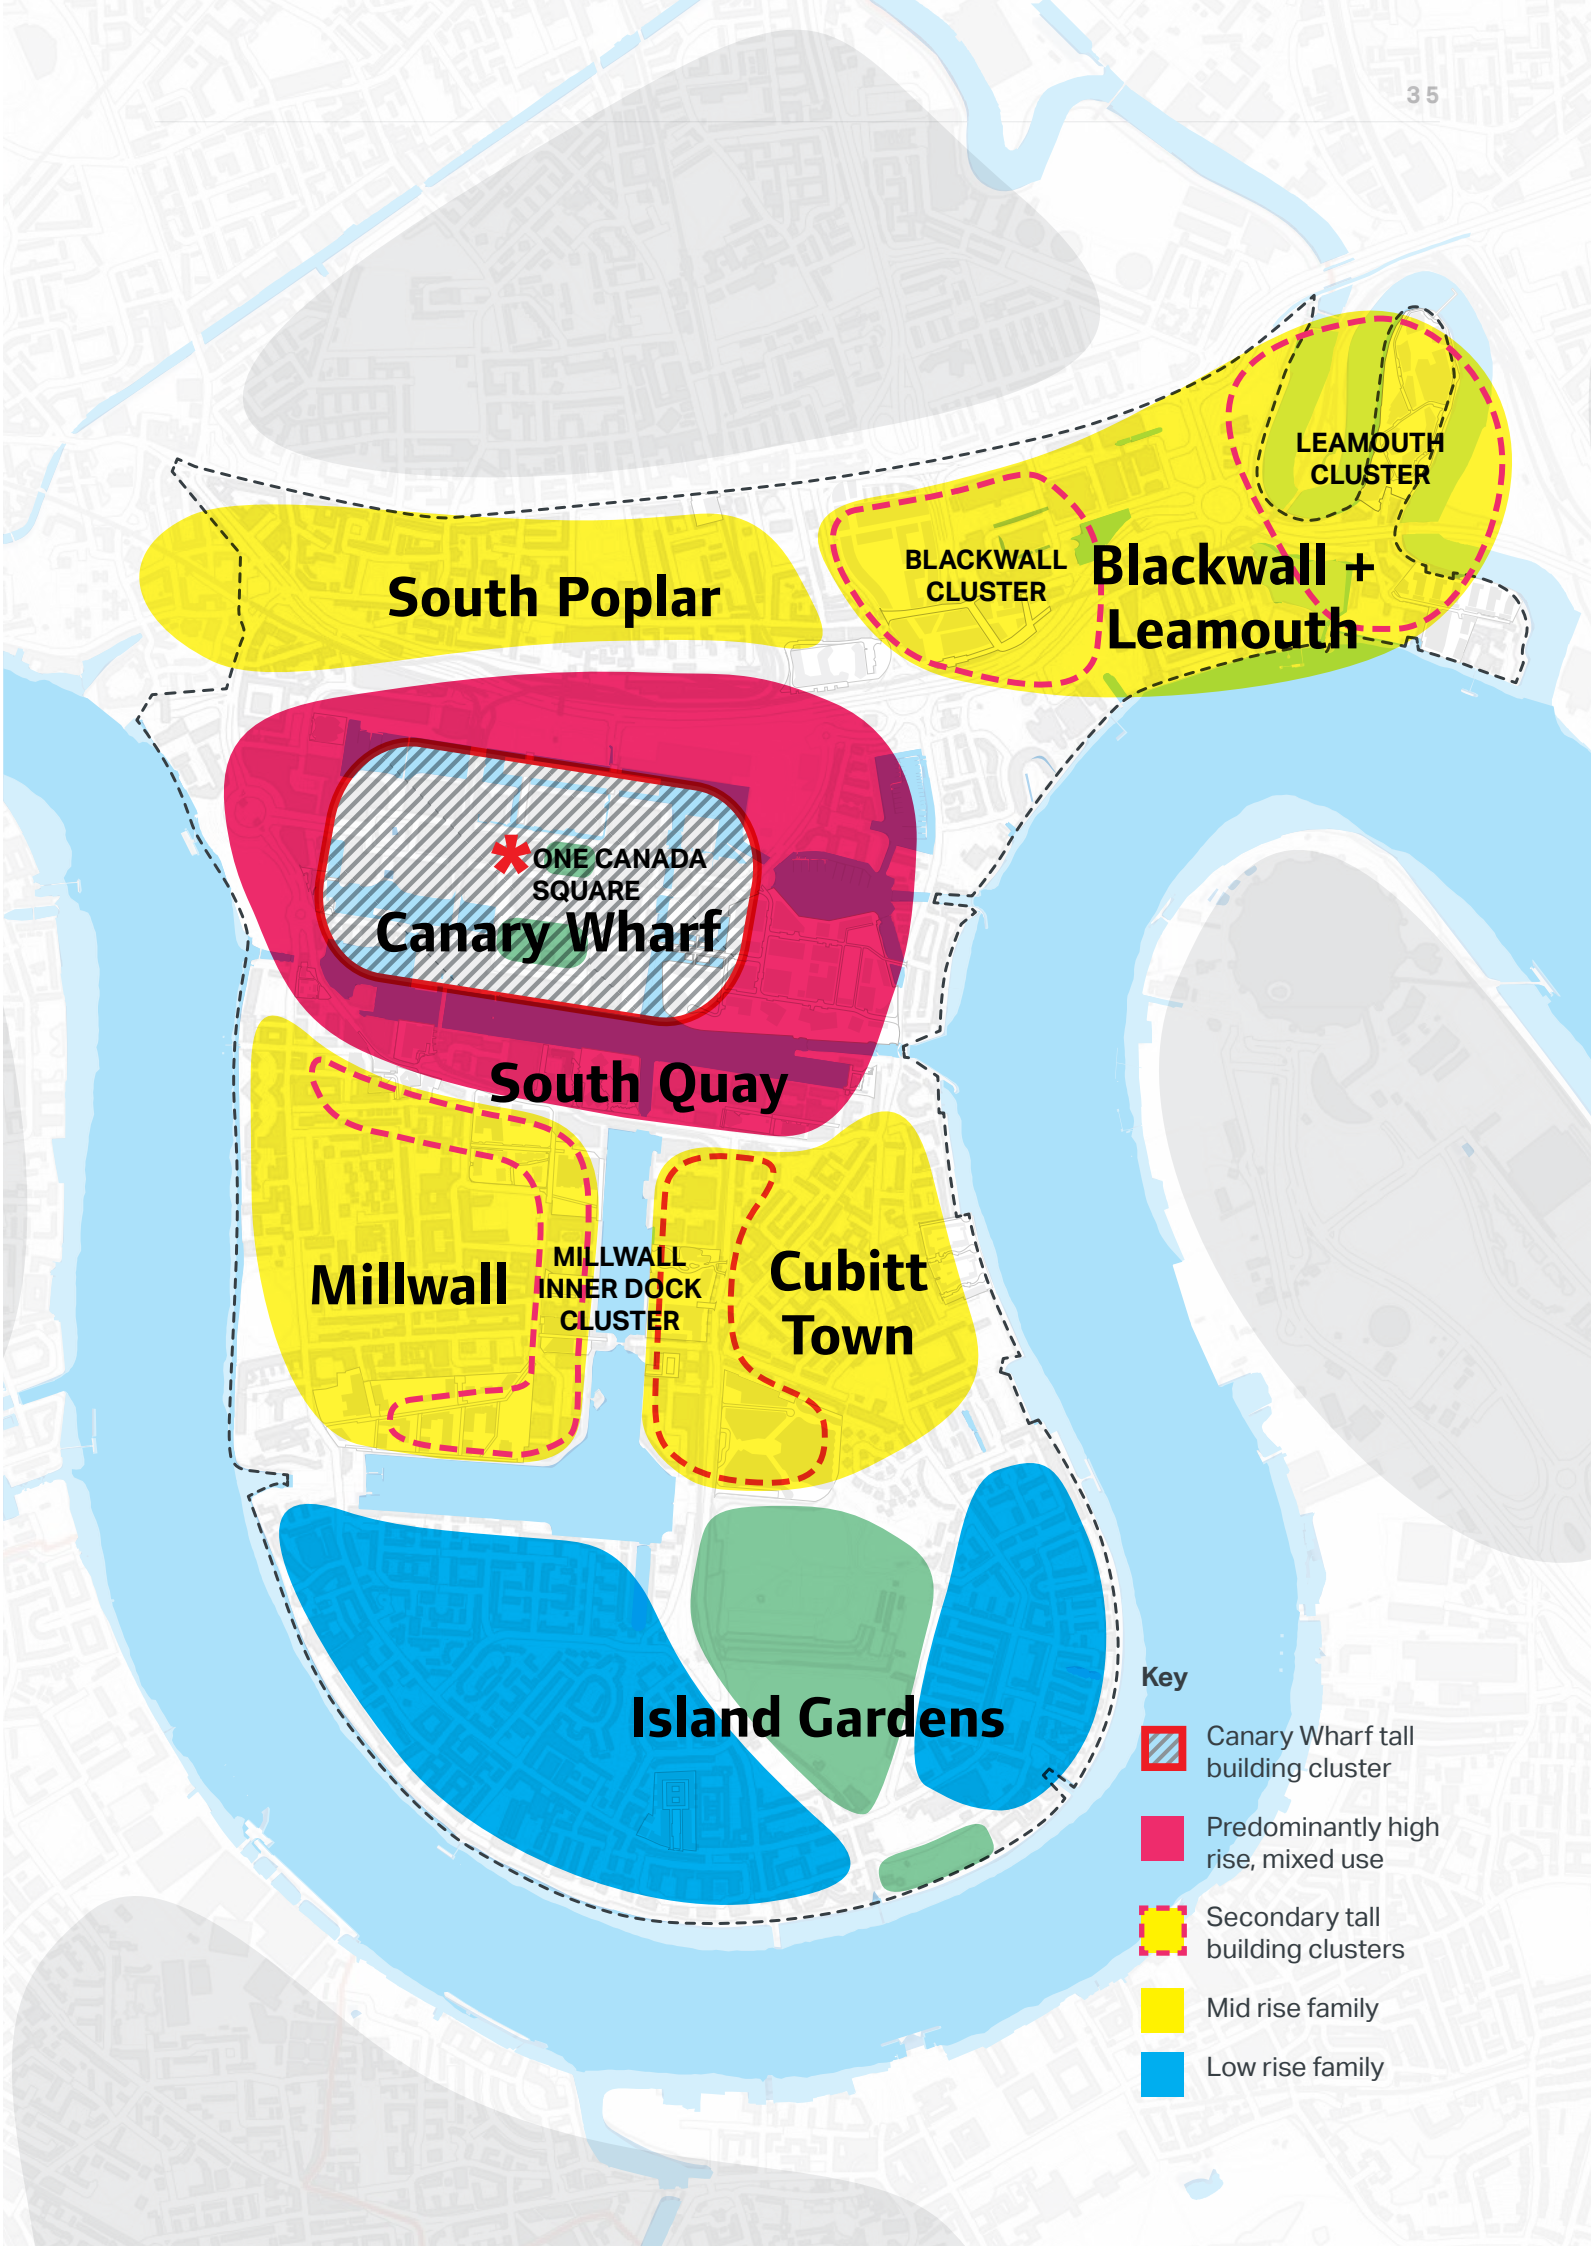 35
LEAMOUTH
CLUSTER
BLACKWALL
CLUSTER
Blackwall +
Leamouth
South Poplar
*ONE CANADA
SQUARE
Canary Wharf
South Quay
Millwall
MILLWALL
INNER DOCK
CLUSTER
Cubitt
Town
Island Gardens
Key
Canary Wharf tall
building cluster
Predominantly high
rise, mixed use
Secondary tall
building clusters
Mid rise family
Low rise family